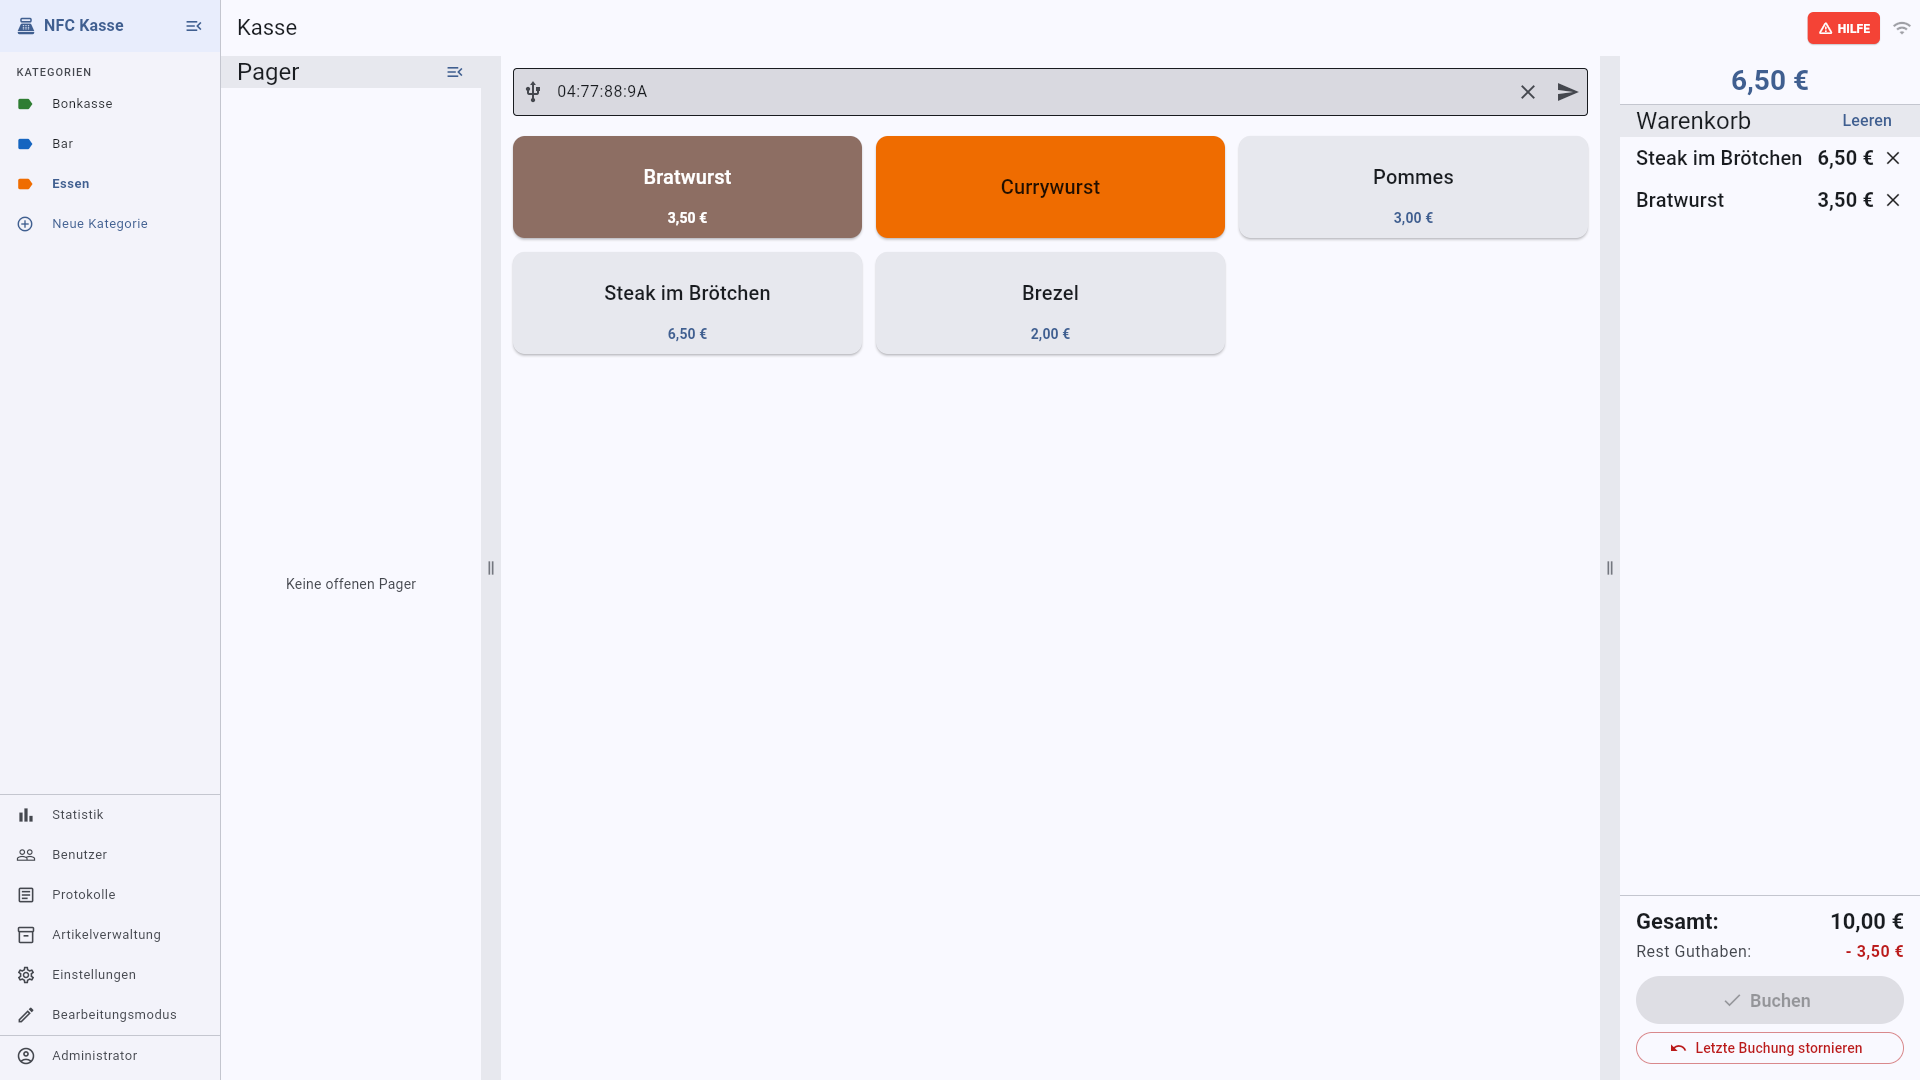 NFC Kasse
KATEGORIEN
Bonkasse
Bar
Essen
Neue Kategorie
Statistik
Benutzer
Protokolle
Artikelverwaltung
Einstellungen
Bearbeitungsmodus
Administrator
Kasse
HILFE
Pager
Keine offenen Pager
04:77:88:9A
Bratwurst
3,50 €
Currywurst
Pommes
3,00 €
Steak im Brötchen
6,50 €
Brezel
2,00 €
6,50 €
Warenkorb Leeren
Steak im Brötchen 6,50 €
Bratwurst 3,50 €
Gesamt: 10,00 €
Rest Guthaben: - 3,50 €
Buchen
Letzte Buchung stornieren